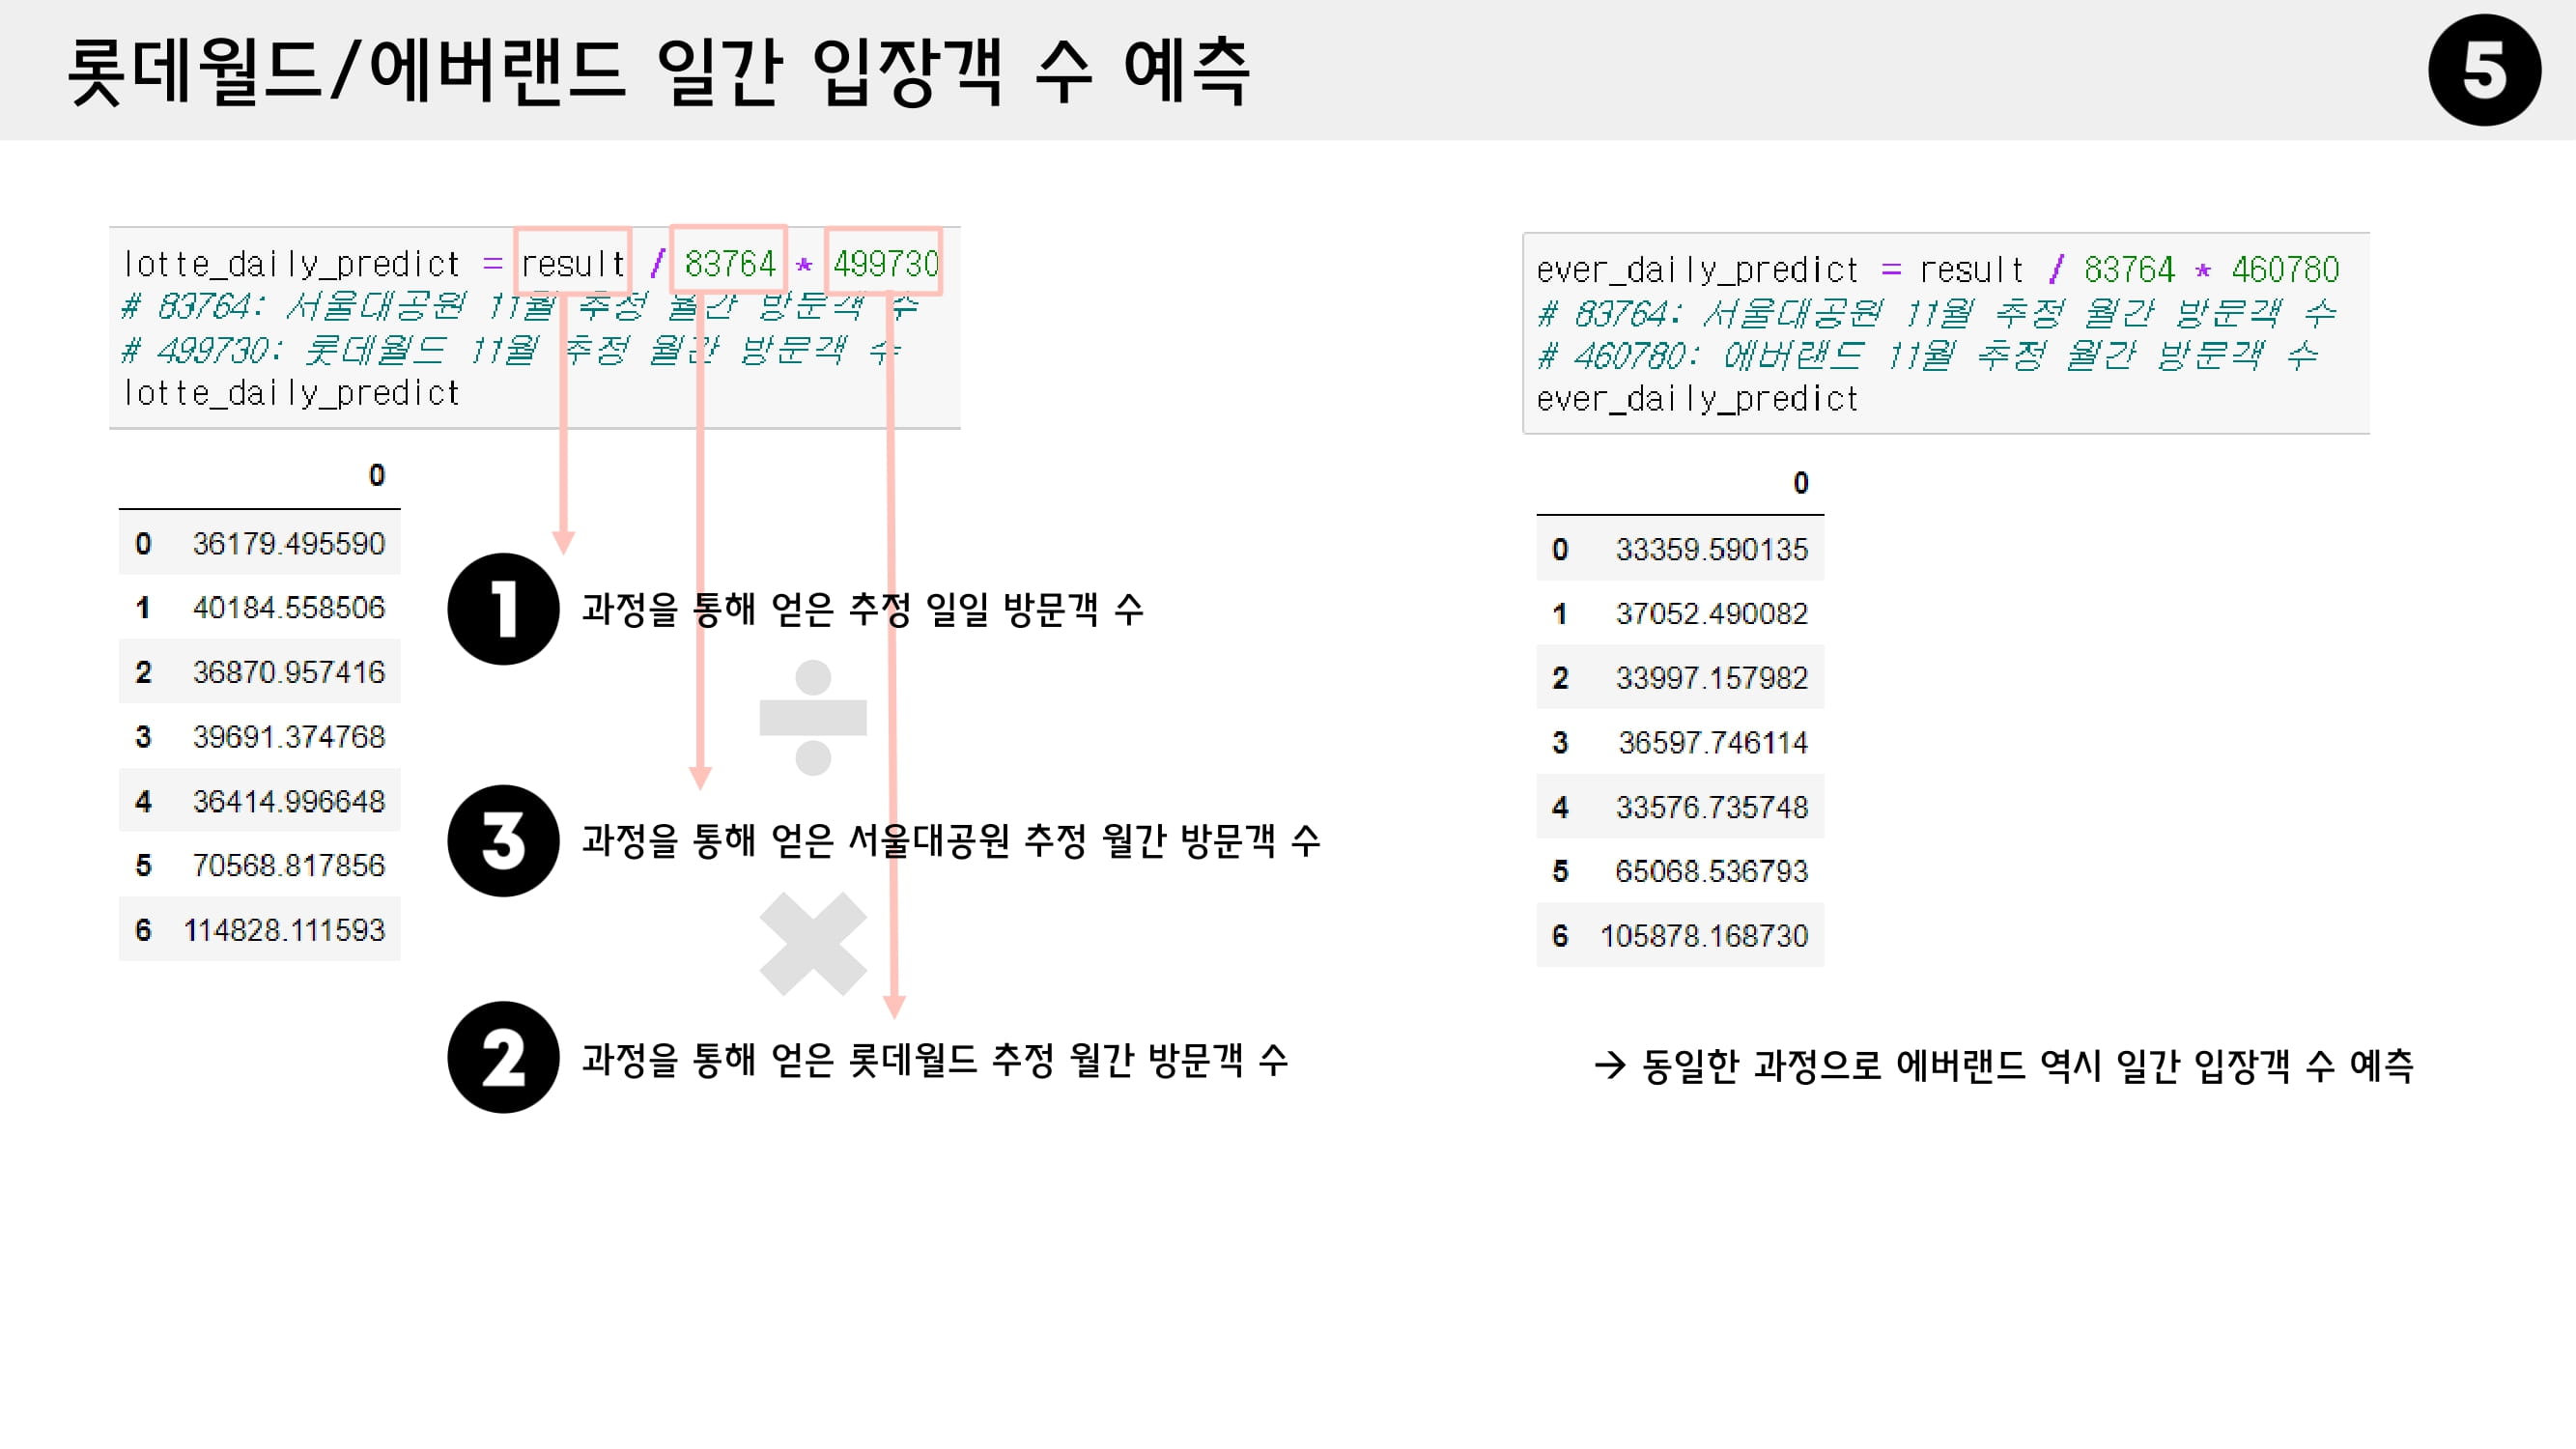 롯데월드/에버랜드 일간 입장객 수 예측
5
lotte_daily_predict = result / 83764 * 499730
# 83764: 서울대공원 11월 추정 월간 방문객 수
# 499730: 롯데월드 11월 추정 월간 방문객 수
lotte_daily_predict
0
0 36179.495590
1 40184.558506
2 36870.957416
3 39691.374768
4 36414.996648
5 70568.817856
6 114828.111593
1 과정을 통해 얻은 추정 일일 방문객 수
÷
3 과정을 통해 얻은 서울대공원 추정 월간 방문객 수
✖
2 과정을 통해 얻은 롯데월드 추정 월간 방문객 수
ever_daily_predict = result / 83764 * 460780
# 83764: 서울대공원 11월 추정 월간 방문객 수
# 460780: 에버랜드 11월 추정 월간 방문객 수
ever_daily_predict
0
0 33359.590135
1 37052.490082
2 33997.157982
3 36597.746114
4 33576.735748
5 65068.536793
6 105878.168730
→ 동일한 과정으로 에버랜드 역시 일간 입장객 수 예측